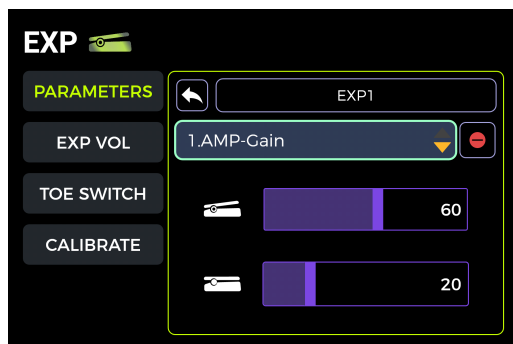 EXP
PARAMETERS
EXP VOL
TOE SWITCH
CALIBRATE
EXP1
1.AMP-Gain
60
20